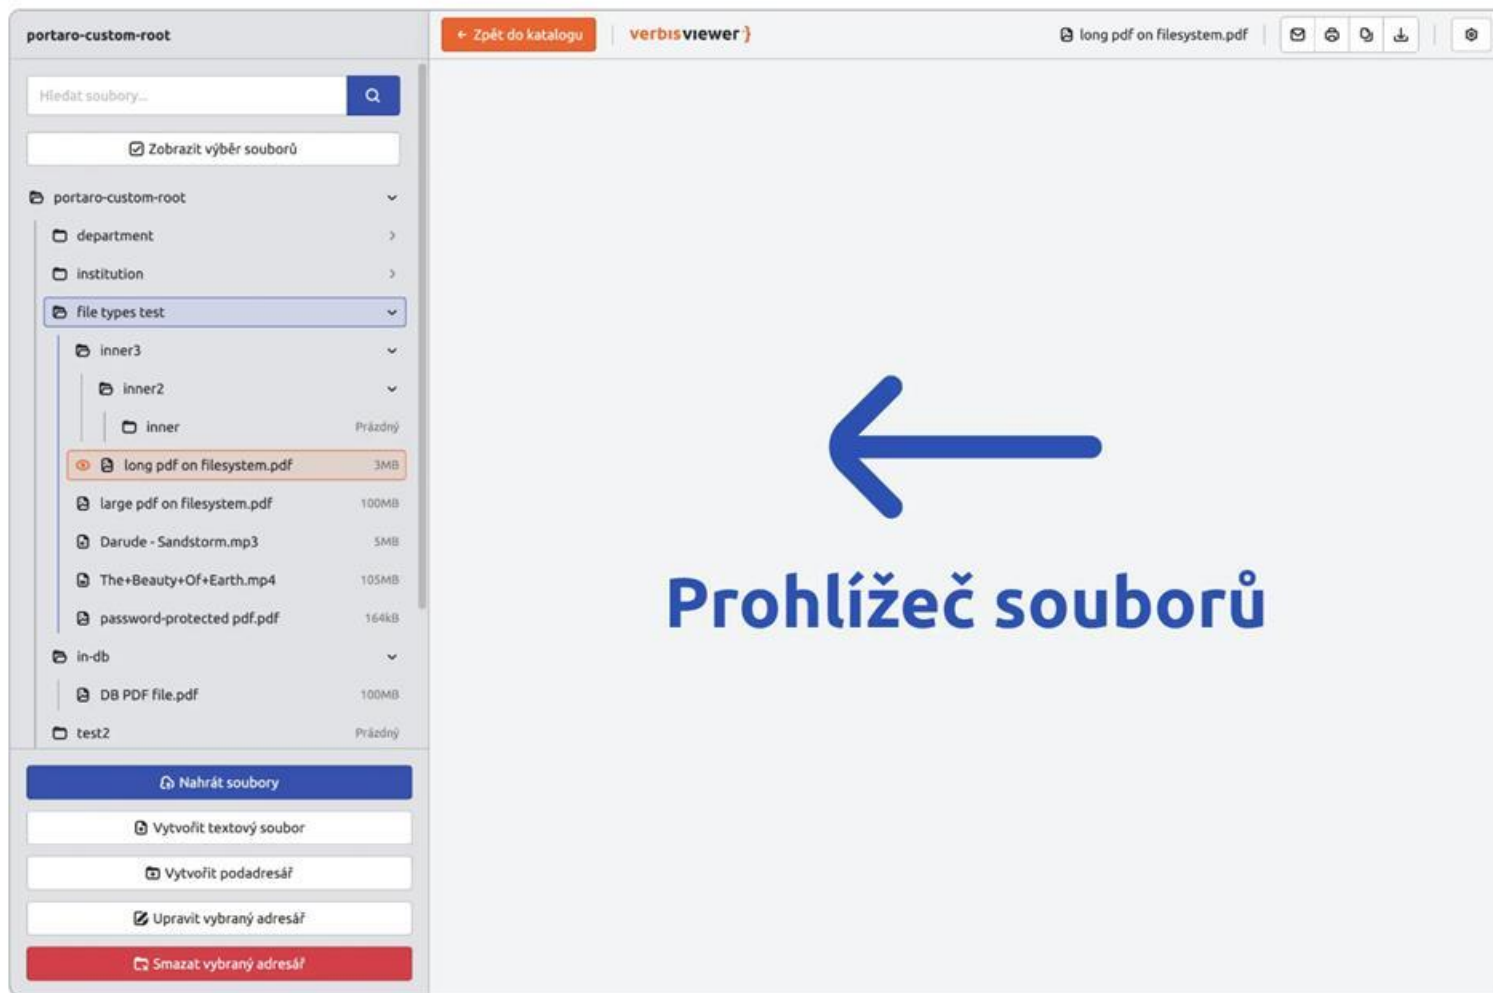 portaro-custom-root
← Zpět do katalogu
verbisviewer }
long pdf on filesystem.pdf
Hledat soubory...
Zobrazit výběr souborů
portaro-custom-root
department
institution
file types test
inner3
inner2
inner Prázdný
long pdf on filesystem.pdf 3MB
large pdf on filesystem.pdf 100MB
Darude - Sandstorm.mp3 5MB
The+Beauty+Of+Earth.mp4 105MB
password-protected pdf.pdf 164kB
in-db
DB PDF file.pdf 100MB
test2 Prázdný
Nahrát soubory
Vytvořit textový soubor
Vytvořit podadresář
Upravit vybraný adresář
Smazat vybraný adresář
Prohlížeč souborů